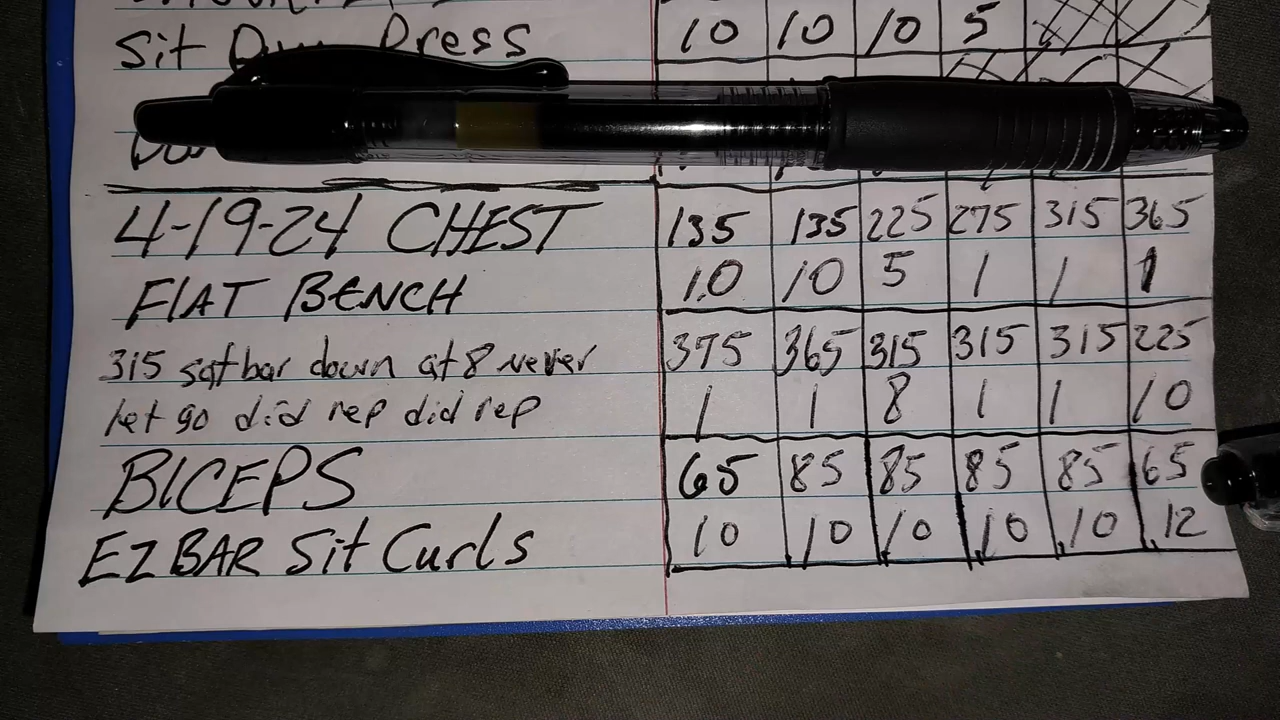 Sit Press 10 10 10 5
4-19-24 CHEST 135 135 225 275 315 365
FlAT BENCH 10 10 5 1 1 1
315 sat bar down at 8 never 375 365 315 315 315 225
let go did rep did rep 1 1 8 1 1 10
BICEPS 65 85 85 85 85 65
EZ BAR Sit Curls 10 10 10 10 10 12